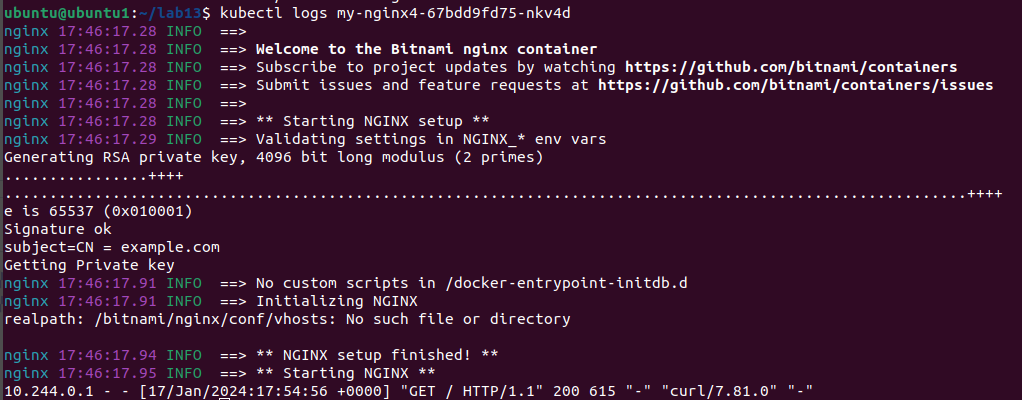 ubuntu@ubuntu1:~/lab13$ kubectl logs my-nginx4-67bdd9fd75-nkv4d
nginx 17:46:17.28 INFO  ==>
nginx 17:46:17.28 INFO  ==> Welcome to the Bitnami nginx container
nginx 17:46:17.28 INFO  ==> Subscribe to project updates by watching https://github.com/bitnami/containers
nginx 17:46:17.28 INFO  ==> Submit issues and feature requests at https://github.com/bitnami/containers/issues
nginx 17:46:17.28 INFO  ==>
nginx 17:46:17.28 INFO  ==> ** Starting NGINX setup **
nginx 17:46:17.29 INFO  ==> Validating settings in NGINX_* env vars
Generating RSA private key, 4096 bit long modulus (2 primes)
................++++
..........................................................................................................++++
e is 65537 (0x010001)
Signature ok
subject=CN = example.com
Getting Private key
nginx 17:46:17.91 INFO  ==> No custom scripts in /docker-entrypoint-initdb.d
nginx 17:46:17.91 INFO  ==> Initializing NGINX
realpath: /bitnami/nginx/conf/vhosts: No such file or directory
nginx 17:46:17.94 INFO  ==> ** NGINX setup finished! **
nginx 17:46:17.95 INFO  ==> ** Starting NGINX **
10.244.0.1 - - [17/Jan/2024:17:54:56 +0000] "GET / HTTP/1.1" 200 615 "-" "curl/7.81.0" "-"